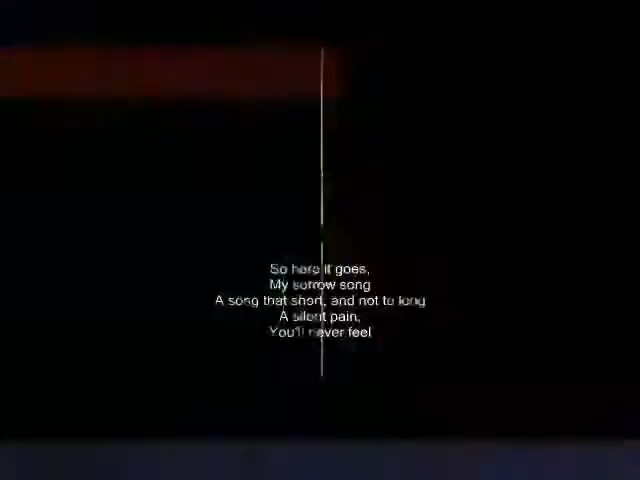 So here it goes,
My sorrow song
A song that short, and not to long
A silent pain,
You'll never feel